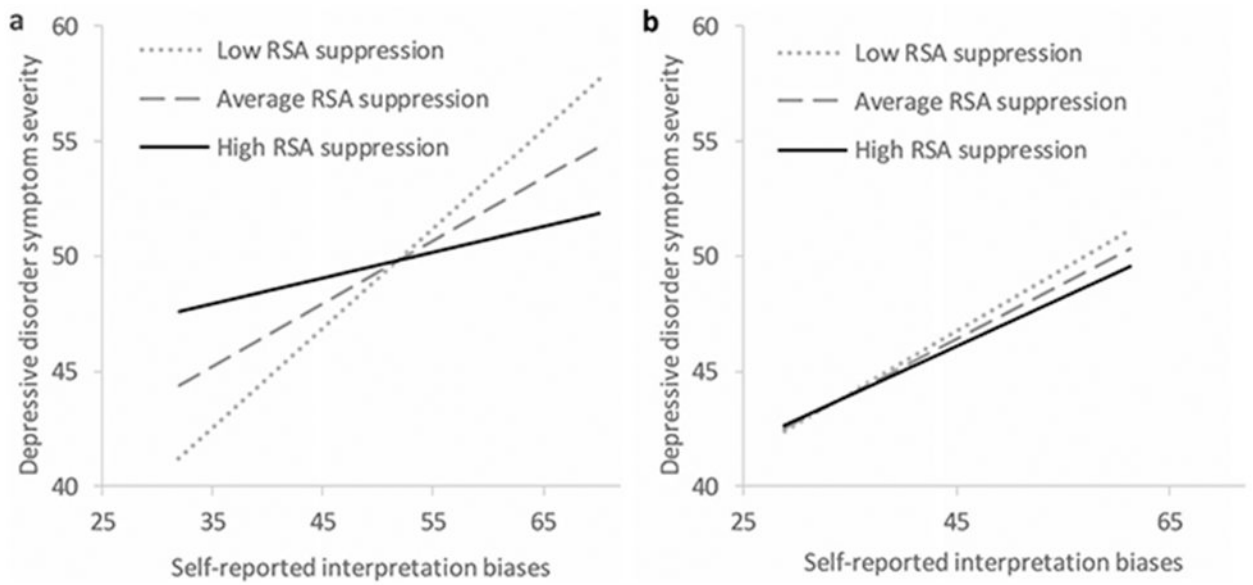 a
Depressive disorder symptom severity
60
55
50
45
40
Low RSA suppression
Average RSA suppression
High RSA suppression
25 35 45 55 65
Self-reported interpretation biases
b
Depressive disorder symptom severity
60
55
50
45
40
Low RSA suppression
Average RSA suppression
High RSA suppression
25 45 65
Self-reported interpretation biases